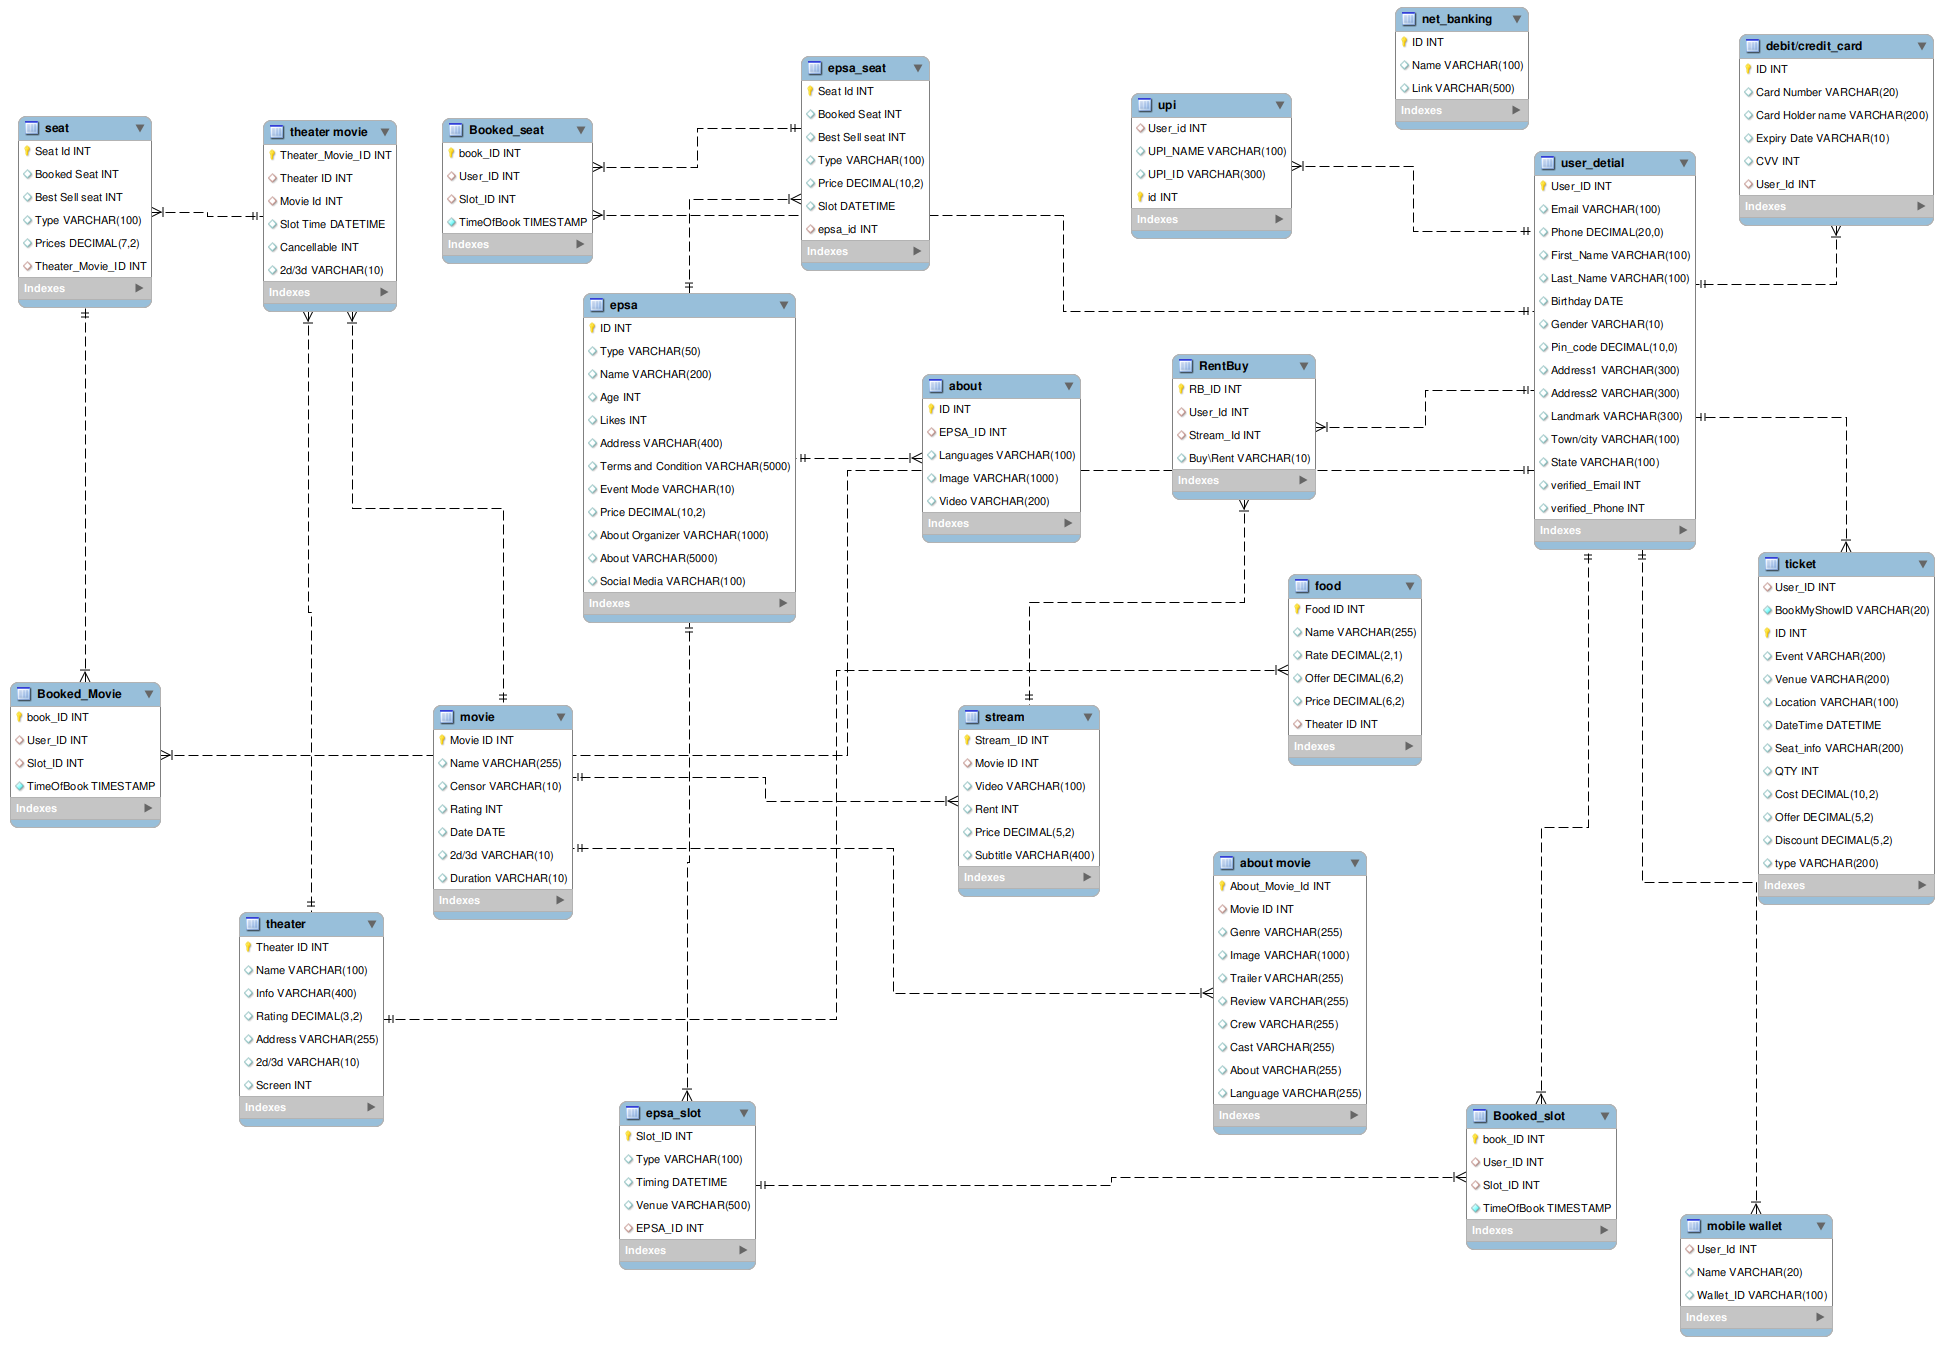 net_banking
ID INT
Name VARCHAR(100)
Link VARCHAR(500)
Indexes
debit/credit_card
ID INT
Card Number VARCHAR(20)
Card Holder name VARCHAR(200)
Expiry Date VARCHAR(10)
CVV INT
User_Id INT
Indexes
epsa_seat
Seat Id INT
Booked Seat INT
Best Sell seat INT
Type VARCHAR(100)
Price DECIMAL(10,2)
Slot DATETIME
epsa_id INT
Indexes
upi
User_id INT
UPI_NAME VARCHAR(100)
UPI_ID VARCHAR(300)
id INT
Indexes
seat
Seat Id INT
Booked Seat INT
Best Sell seat INT
Type VARCHAR(100)
Prices DECIMAL(7,2)
Theater_Movie_ID INT
Indexes
theater movie
Theater_Movie_ID INT
Theater ID INT
Movie Id INT
Slot Time DATETIME
Cancellable INT
2d/3d VARCHAR(10)
Indexes
Booked_seat
book_ID INT
User_ID INT
Slot_ID INT
TimeOfBook TIMESTAMP
Indexes
user_detial
User_ID INT
Email VARCHAR(100)
Phone DECIMAL(20,0)
First_Name VARCHAR(100)
Last_Name VARCHAR(100)
Birthday DATE
Gender VARCHAR(10)
Pin_code DECIMAL(10,0)
Address1 VARCHAR(300)
Address2 VARCHAR(300)
Landmark VARCHAR(300)
Town/city VARCHAR(100)
State VARCHAR(100)
verified_Email INT
verified_Phone INT
Indexes
epsa
ID INT
Type VARCHAR(50)
Name VARCHAR(200)
Age INT
Likes INT
Address VARCHAR(400)
Terms and Condition VARCHAR(5000)
Event Mode VARCHAR(10)
Price DECIMAL(10,2)
About Organizer VARCHAR(1000)
About VARCHAR(5000)
Social Media VARCHAR(100)
Indexes
about
ID INT
EPSA_ID INT
Languages VARCHAR(100)
Image VARCHAR(1000)
Video VARCHAR(200)
Indexes
RentBuy
RB_ID INT
User_Id INT
Stream_Id INT
Buy\Rent VARCHAR(10)
Indexes
ticket
User_ID INT
BookMyShowID VARCHAR(20)
ID INT
Event VARCHAR(200)
Venue VARCHAR(200)
Location VARCHAR(100)
DateTime DATETIME
Seat_info VARCHAR(200)
QTY INT
Cost DECIMAL(10,2)
Offer DECIMAL(5,2)
Discount DECIMAL(5,2)
type VARCHAR(200)
Indexes
food
Food ID INT
Name VARCHAR(255)
Rate DECIMAL(2,1)
Offer DECIMAL(6,2)
Price DECIMAL(6,2)
Theater ID INT
Indexes
Booked_Movie
book_ID INT
User_ID INT
Slot_ID INT
TimeOfBook TIMESTAMP
Indexes
movie
Movie ID INT
Name VARCHAR(255)
Censor VARCHAR(10)
Rating INT
Date DATE
2d/3d VARCHAR(10)
Duration VARCHAR(10)
Indexes
stream
Stream_ID INT
Movie ID INT
Video VARCHAR(100)
Rent INT
Price DECIMAL(5,2)
Subtitle VARCHAR(400)
Indexes
about movie
About_Movie_Id INT
Movie ID INT
Genre VARCHAR(255)
Image VARCHAR(1000)
Trailer VARCHAR(255)
Review VARCHAR(255)
Crew VARCHAR(255)
Cast VARCHAR(255)
About VARCHAR(255)
Language VARCHAR(255)
Indexes
theater
Theater ID INT
Name VARCHAR(100)
Info VARCHAR(400)
Rating DECIMAL(3,2)
Address VARCHAR(255)
2d/3d VARCHAR(10)
Screen INT
Indexes
epsa_slot
Slot_ID INT
Type VARCHAR(100)
Timing DATETIME
Venue VARCHAR(500)
EPSA_ID INT
Indexes
Booked_slot
book_ID INT
User_ID INT
Slot_ID INT
TimeOfBook TIMESTAMP
Indexes
mobile wallet
User_Id INT
Name VARCHAR(20)
Wallet_ID VARCHAR(100)
Indexes